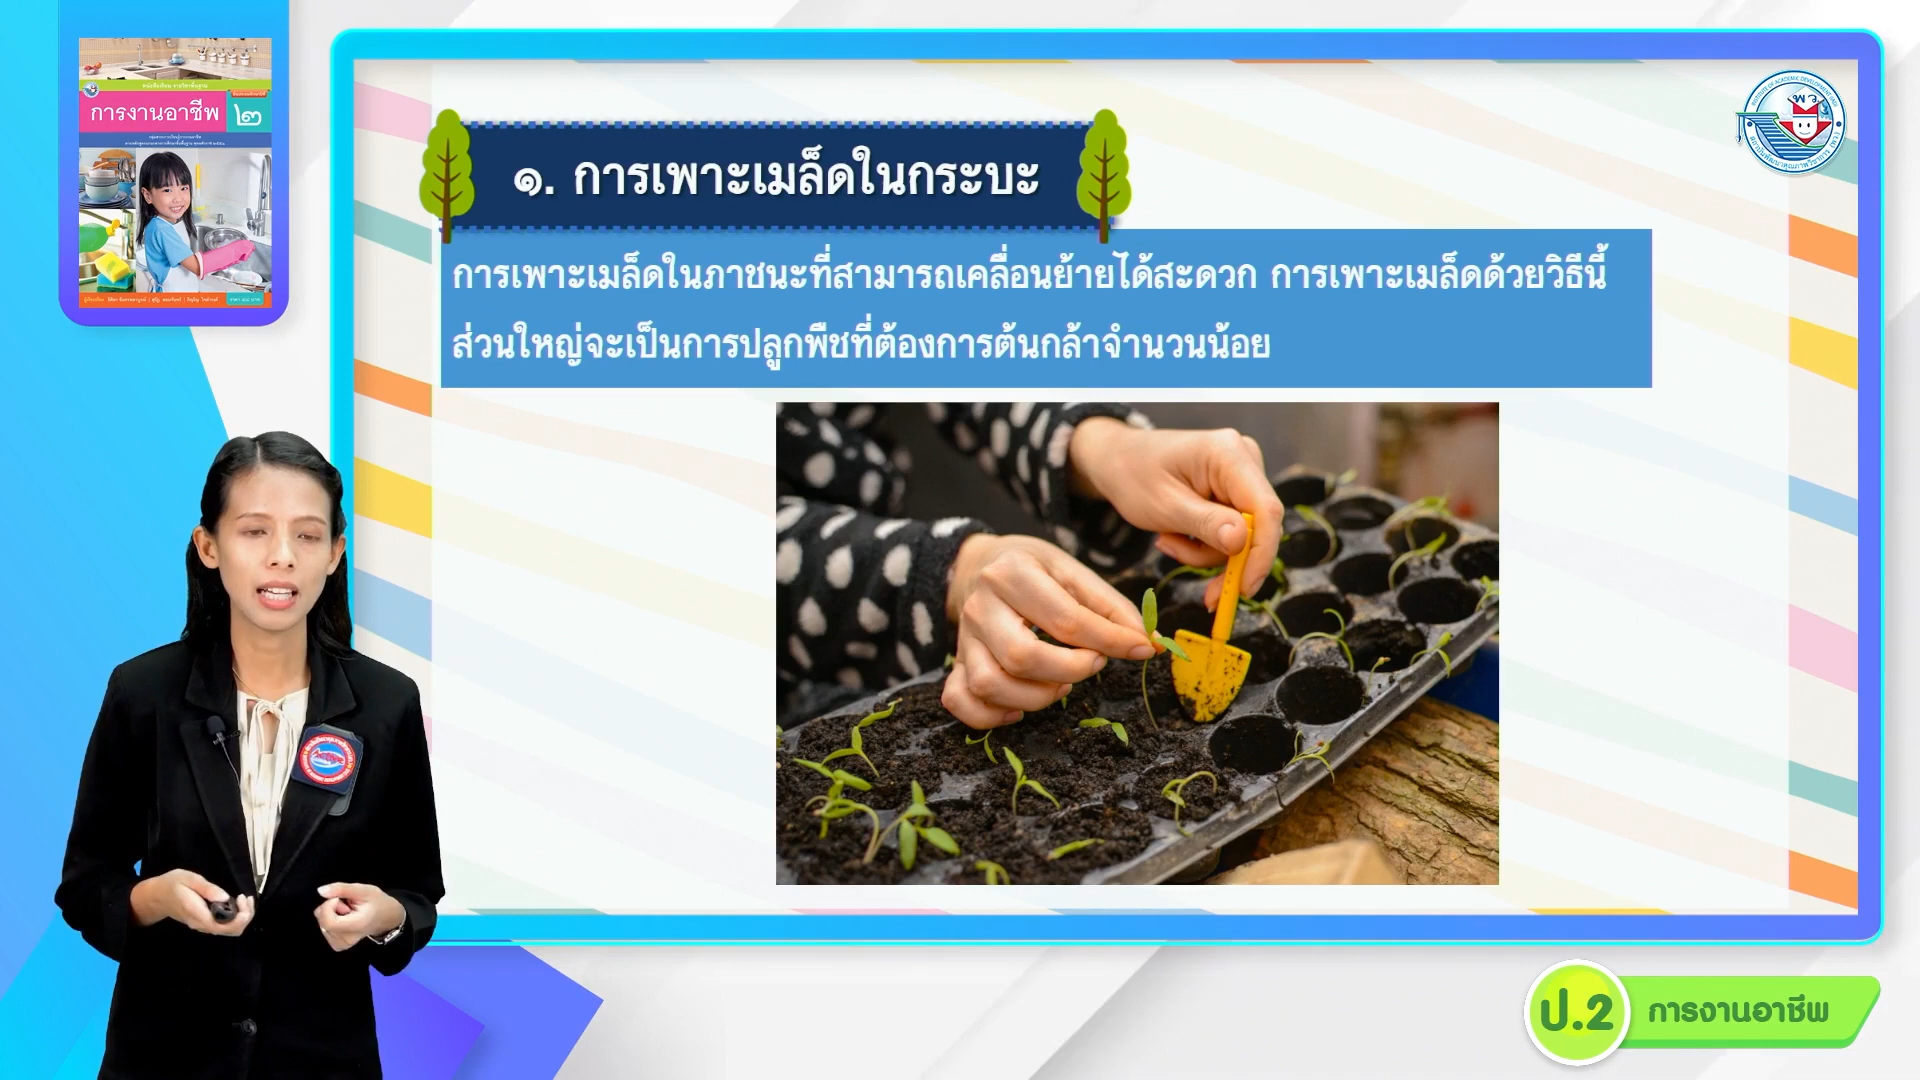 การงานอาชีพ
๒
๑. การเพาะเมล็ดในกระบะ
การเพาะเมล็ดในภาชนะที่สามารถเคลื่อนย้ายได้สะดวก การเพาะเมล็ดด้วยวิธีนี้
ส่วนใหญ่จะเป็นการปลูกพืชที่ต้องการต้นกล้าจำนวนน้อย
พว.
ป.2 การงานอาชีพ